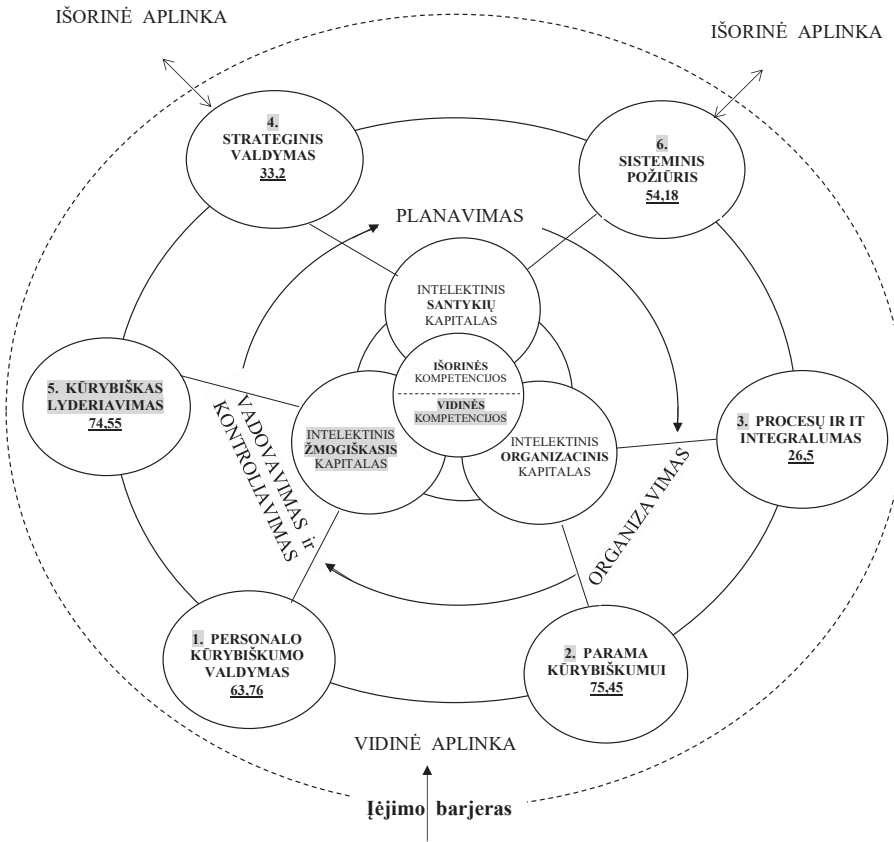 IŠORINĖ APLINKA
IŠORINĖ APLINKA
4.
STRATEGINIS
VALDYMAS
33,2
6.
SISTEMINIS
POŽIŪRIS
54,18
PLANAVIMAS
INTELEKTINIS
SANTYKIŲ
KAPITALAS
IŠORINĖS
KOMPETENCIJOS
VIDINĖS
KOMPETENCIJOS
5. KŪRYBIŠKAS
LYDERIAVIMAS
74,55
VADOVAVIMAS ir
KONTROLIAVIMAS
INTELEKTINIS
ŽMOGIŠKASIS
KAPITALAS
INTELEKTINIS
ORGANIZACINIS
KAPITALAS
3. PROCESŲ IR IT
INTEGRALUMAS
26,5
ORGANIZAVIMAS
1. PERSONALO
KŪRYBIŠKUMO
VALDYMAS
63,76
2. PARAMA
KŪRYBIŠKUMUI
75,45
VIDINĖ APLINKA
Įėjimo barjeras